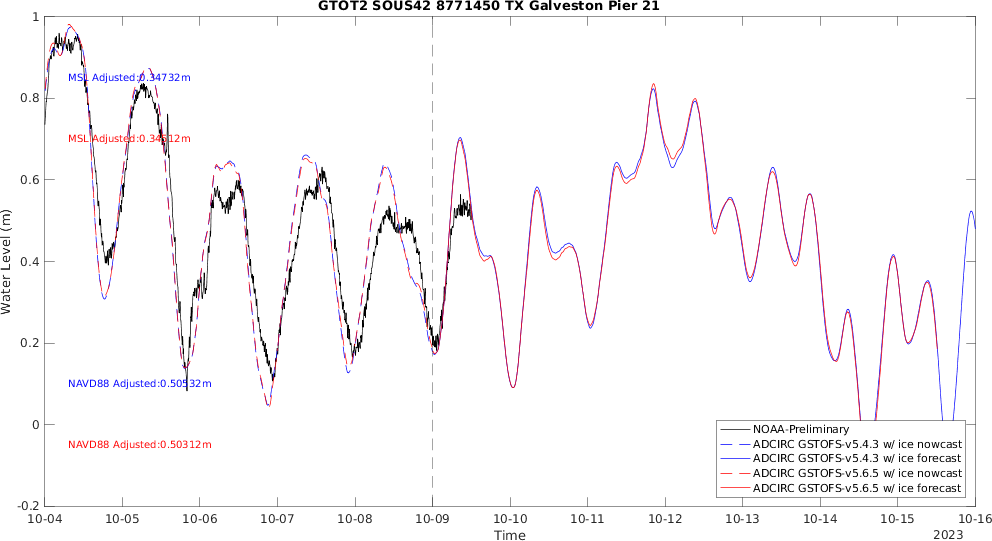 GTOT2 SOUS42 8771450 TX Galveston Pier 21
1
0.8
0.6
0.4
0.2
0
-0.2
Water Level (m)
MSL Adjusted:0.34732m
MSL Adjusted:0.34512m
NAVD88 Adjusted:0.50532m
NAVD88 Adjusted:0.50312m
NOAA-Preliminary
ADCIRC GSTOFS-v5.4.3 w/ ice nowcast
ADCIRC GSTOFS-v5.4.3 w/ ice forecast
ADCIRC GSTOFS-v5.6.5 w/ ice nowcast
ADCIRC GSTOFS-v5.6.5 w/ ice forecast
10-04 10-05 10-06 10-07 10-08 10-09 10-10 10-11 10-12 10-13 10-14 10-15 10-16
Time
2023